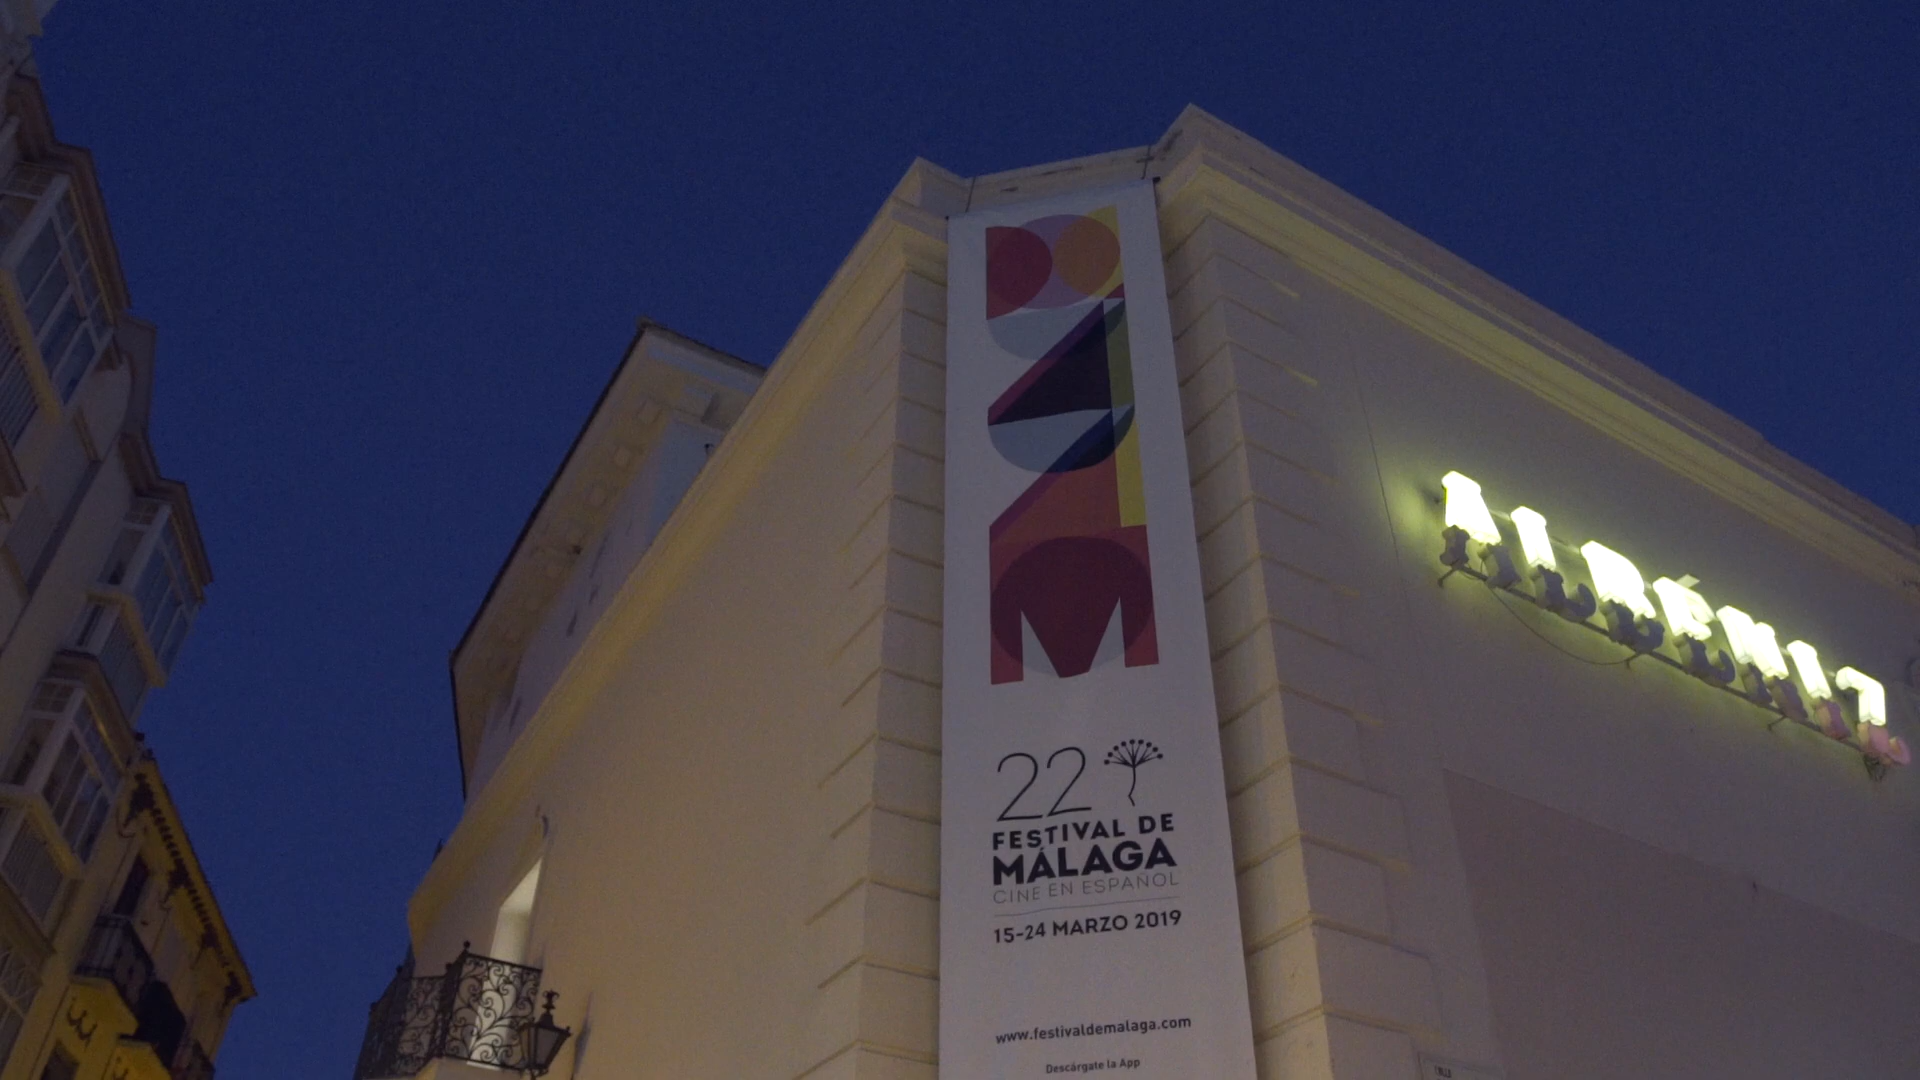 22
FESTIVAL DE
MÁLAGA
CINE EN ESPAÑOL
15-24 MARZO 2019
www.festivaldemalaga.com
Descárgate la App
ALBÉNIZ